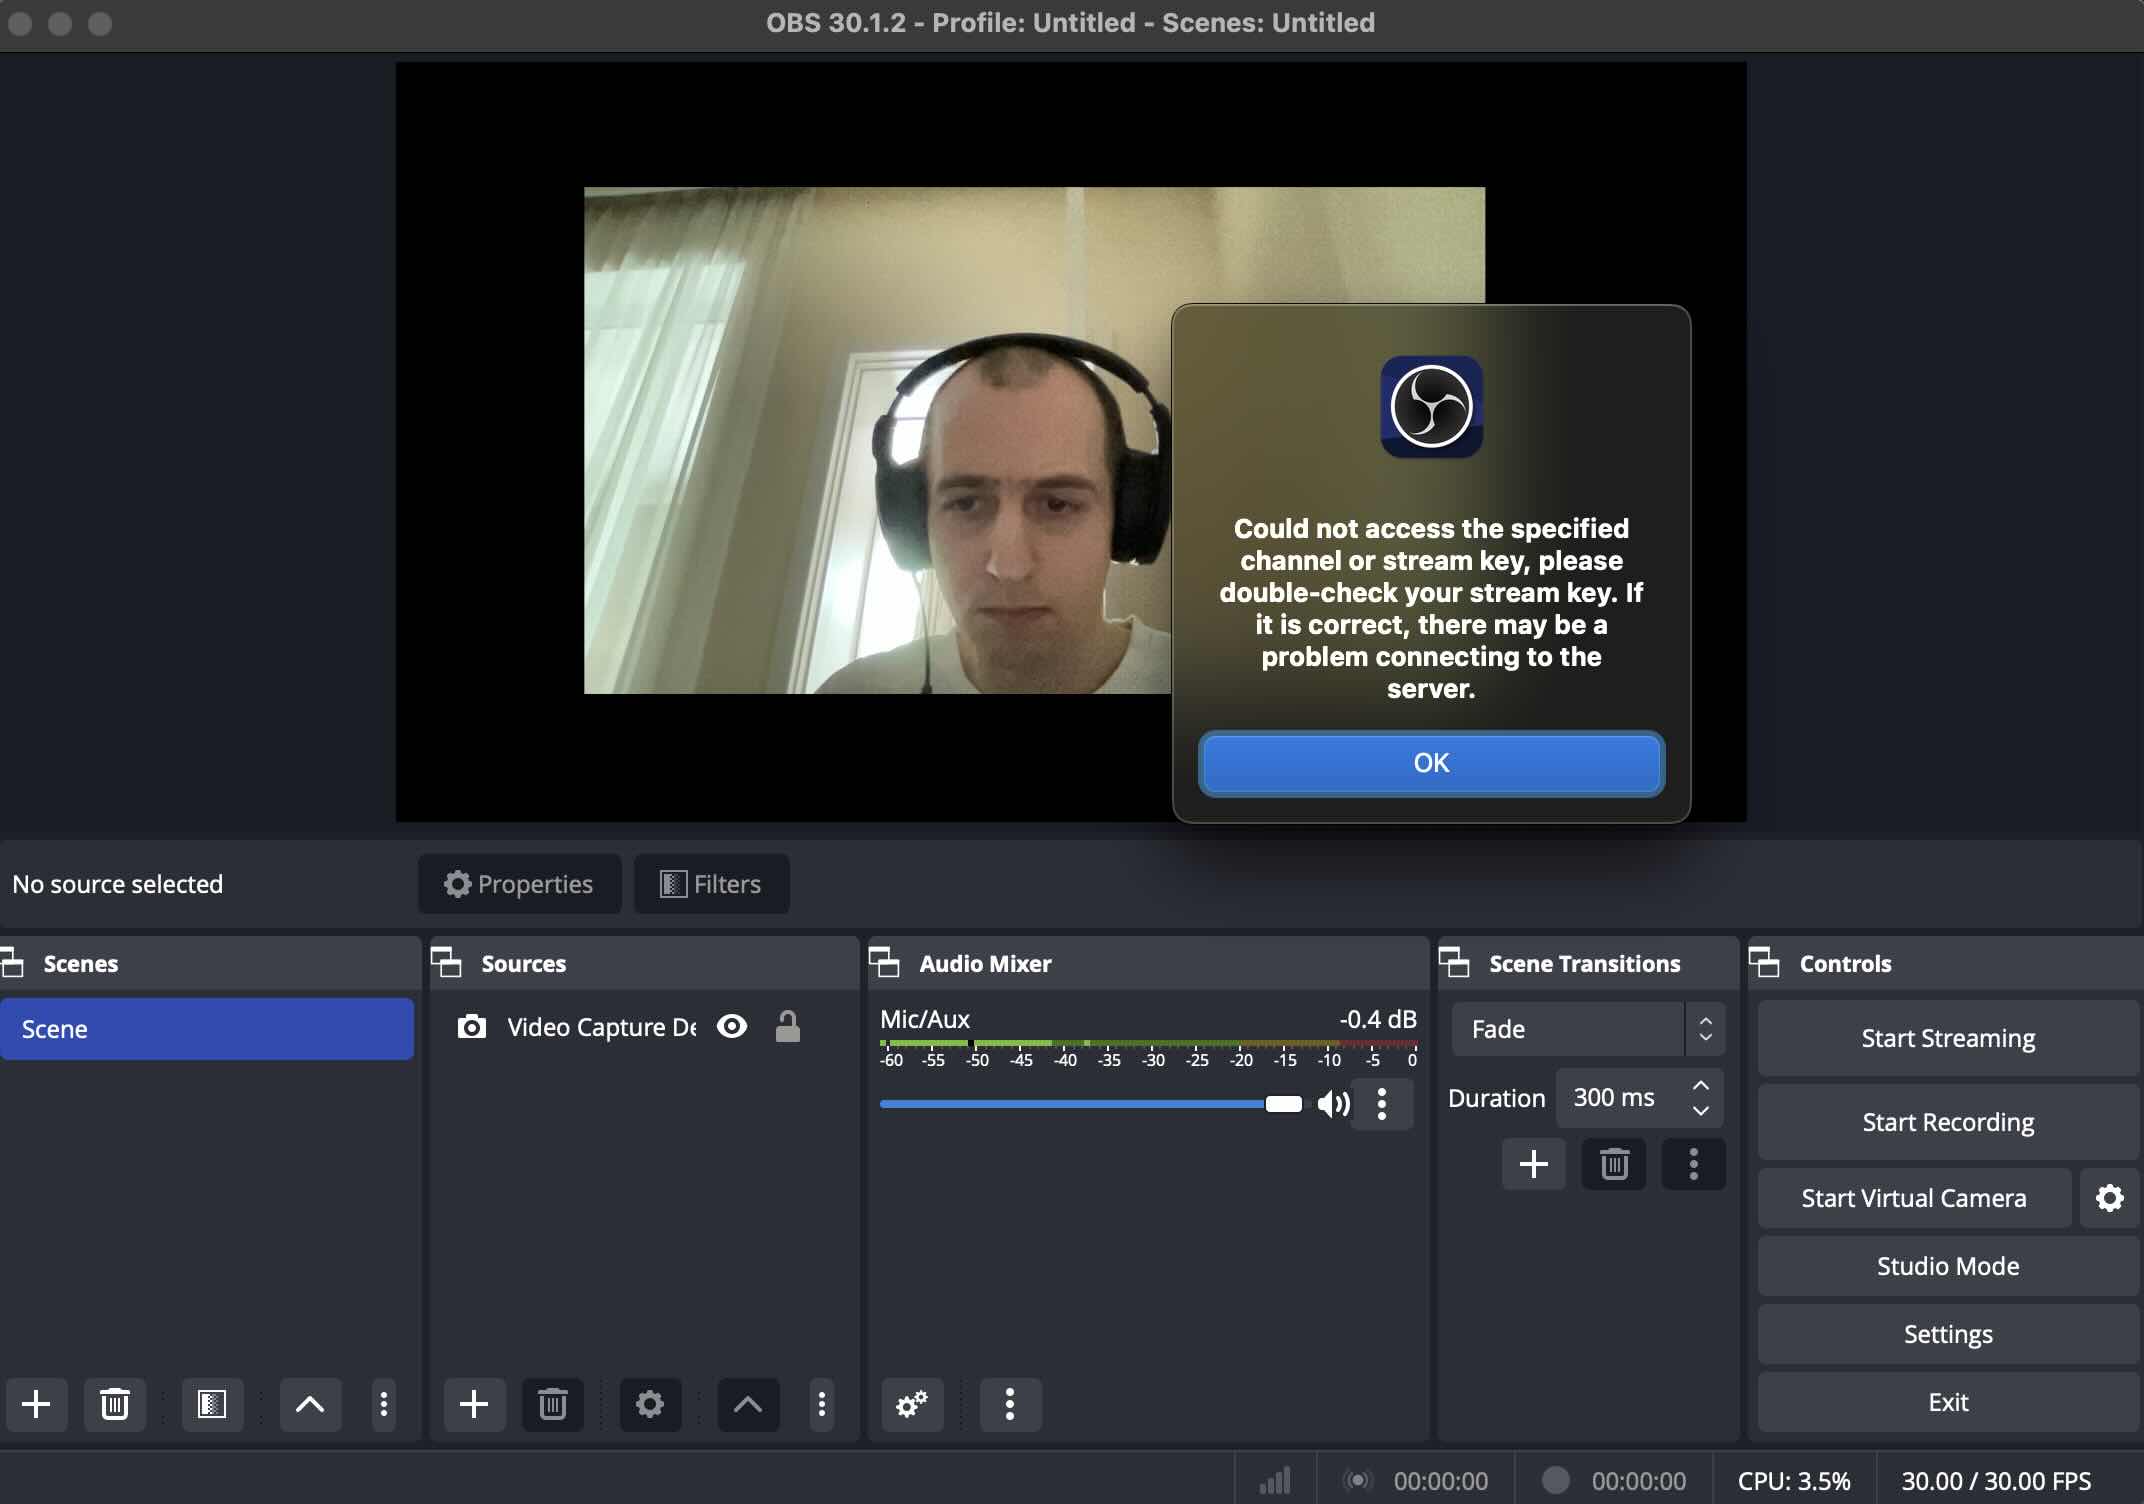 OBS 30.1.2 - Profile: Untitled - Scenes: Untitled
Could not access the specified
channel or stream key, please
double-check your stream key. If
it is correct, there may be a
problem connecting to the
server.
OK
No source selected
Properties
Filters
Scenes
Scene
Sources
Video Capture De
Audio Mixer
Mic/Aux
-0.4 dB
-60 -55 -50 -45 -40 -35 -30 -25 -20 -15 -10 -5 0
Scene Transitions
Fade
Duration 300 ms
Controls
Start Streaming
Start Recording
Start Virtual Camera
Studio Mode
Settings
Exit
00:00:00
00:00:00
CPU: 3.5%
30.00 / 30.00 FPS